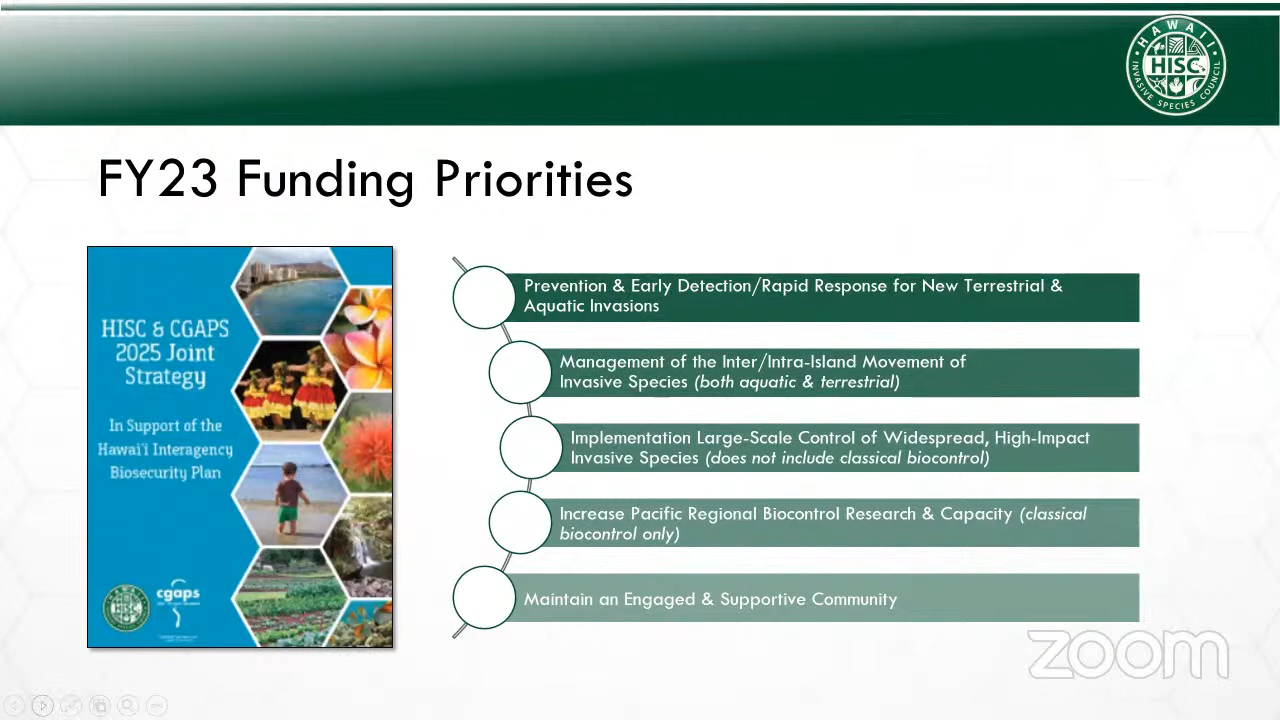 HAWAII
HISC
INVASIVE SPECIES COUNCIL
FY23 Funding Priorities
HISC & CGAPS
2025 Joint
Strategy
In Support of the
Hawai'i Interagency
Biosecurity Plan
HISC
cgaps
Prevention & Early Detection/Rapid Response for New Terrestrial &
Aquatic Invasions
Management of the Inter/Intra-Island Movement of
Invasive Species (both aquatic & terrestrial)
Implementation Large-Scale Control of Widespread, High-Impact
Invasive Species (does not include classical biocontrol)
Increase Pacific Regional Biocontrol Research & Capacity (classical
biocontrol only)
Maintain an Engaged & Supportive Community
zoom